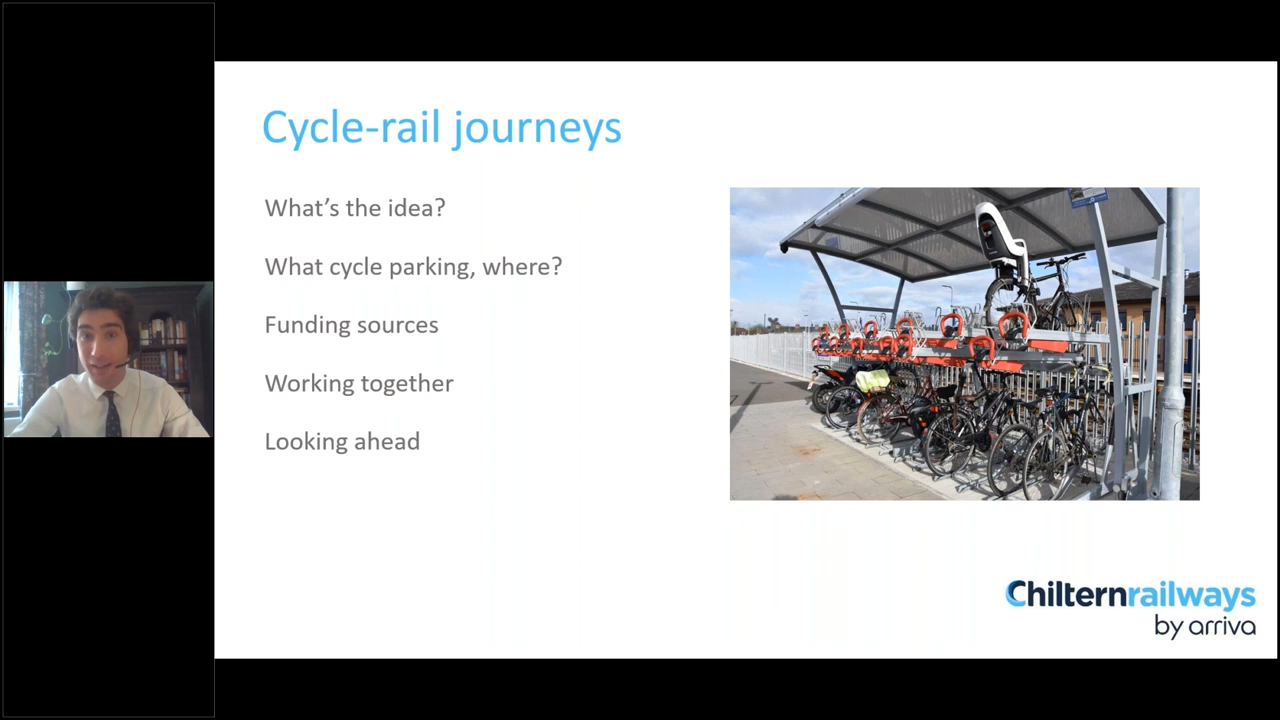 Cycle-rail journeys
What's the idea?
What cycle parking, where?
Funding sources
Working together
Looking ahead
Chilternrailways
by arriva